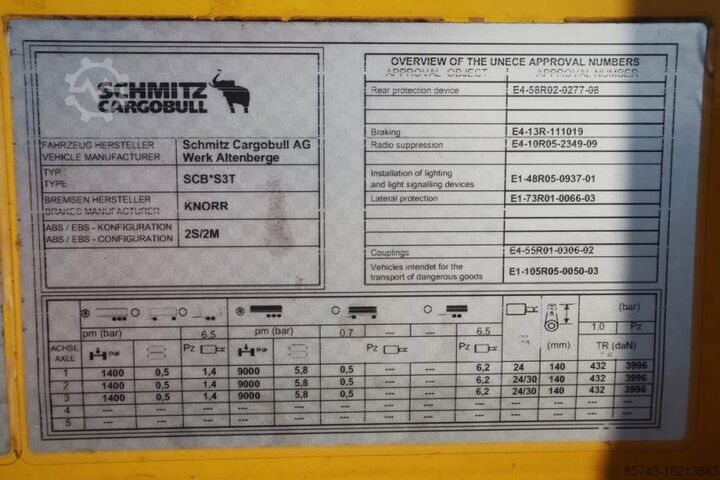 SCHMITZ
CARGOBULL
FAHRZEUG HERSTELLER
VEHICLE MANUFACTURER
Schmitz Cargobull AG
Werk Altenberge
TYP
TYPE
SCB*S3T
BREMSEN HERSTELLER
BRAKES MANUFACTURER
KNORR
ABS / EBS - KONFIGURATION
ABS / EBS - CONFIGURATION
2S/2M
OVERVIEW OF THE UNECE APPROVAL NUMBERS
APPROVAL OBJECT APPROVAL NUMBER
Rear protection device E4-58R02-0277-08
Braking E4-13R-111019
Radio suppression E4-10R05-2349-09
Installation of lighting
and light signalling devices E1-48R05-0937-01
Lateral protection E1-73R01-0066-03
Couplings E4-55R01-0306-02
Vehicles intendet for the
transport of dangerous goods E1-105R05-0050-03
(bar)
pm (bar) 6.5 pm (bar) 0.7 --- --- 6.5 1.0 Pz
ACHSE
AXLE
Pz Pz (mm) TR (daN)
1 1400 0,5 1,4 9000 5,8 0,5 --- --- 6,2 24 140 432 3996
2 1400 0,5 1,4 9000 5,8 0,5 --- --- 6,2 24/30 140 432 3996
3 1400 0,5 1,4 9000 5,8 0,5 --- --- 6,2 24/30 140 432 3996
4 --- --- --- --- --- --- --- --- --- --- --- --- ---
5 --- --- --- --- --- --- --- --- --- --- --- --- ---
85743-16213843